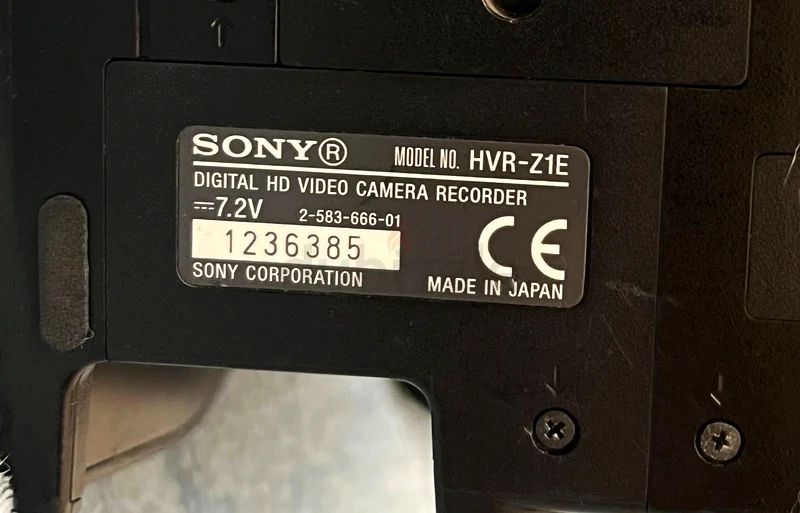 SONY® MODEL NO. HVR-Z1E
DIGITAL HD VIDEO CAMERA RECORDER
⎓7.2V 2-583-666-01
1236385
CE
SONY CORPORATION MADE IN JAPAN